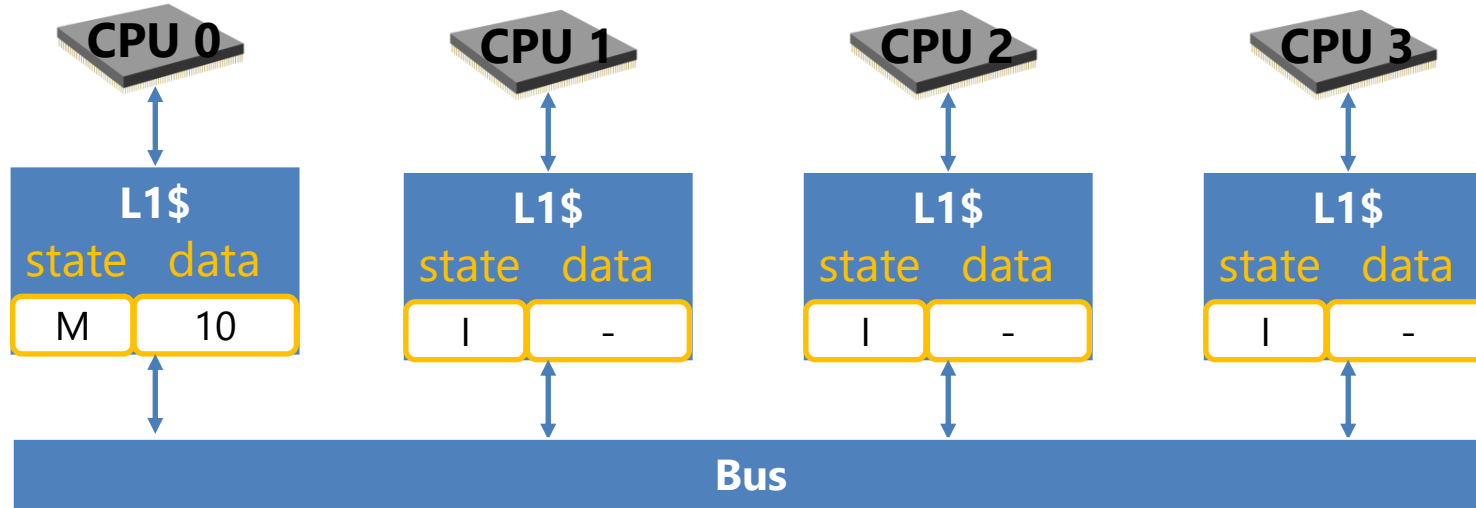 CPU 0 CPU 1 CPU 2 CPU 3
L1$ L1$ L1$ L1$
state data state data state data state data
M 10 I - I - I -
Bus